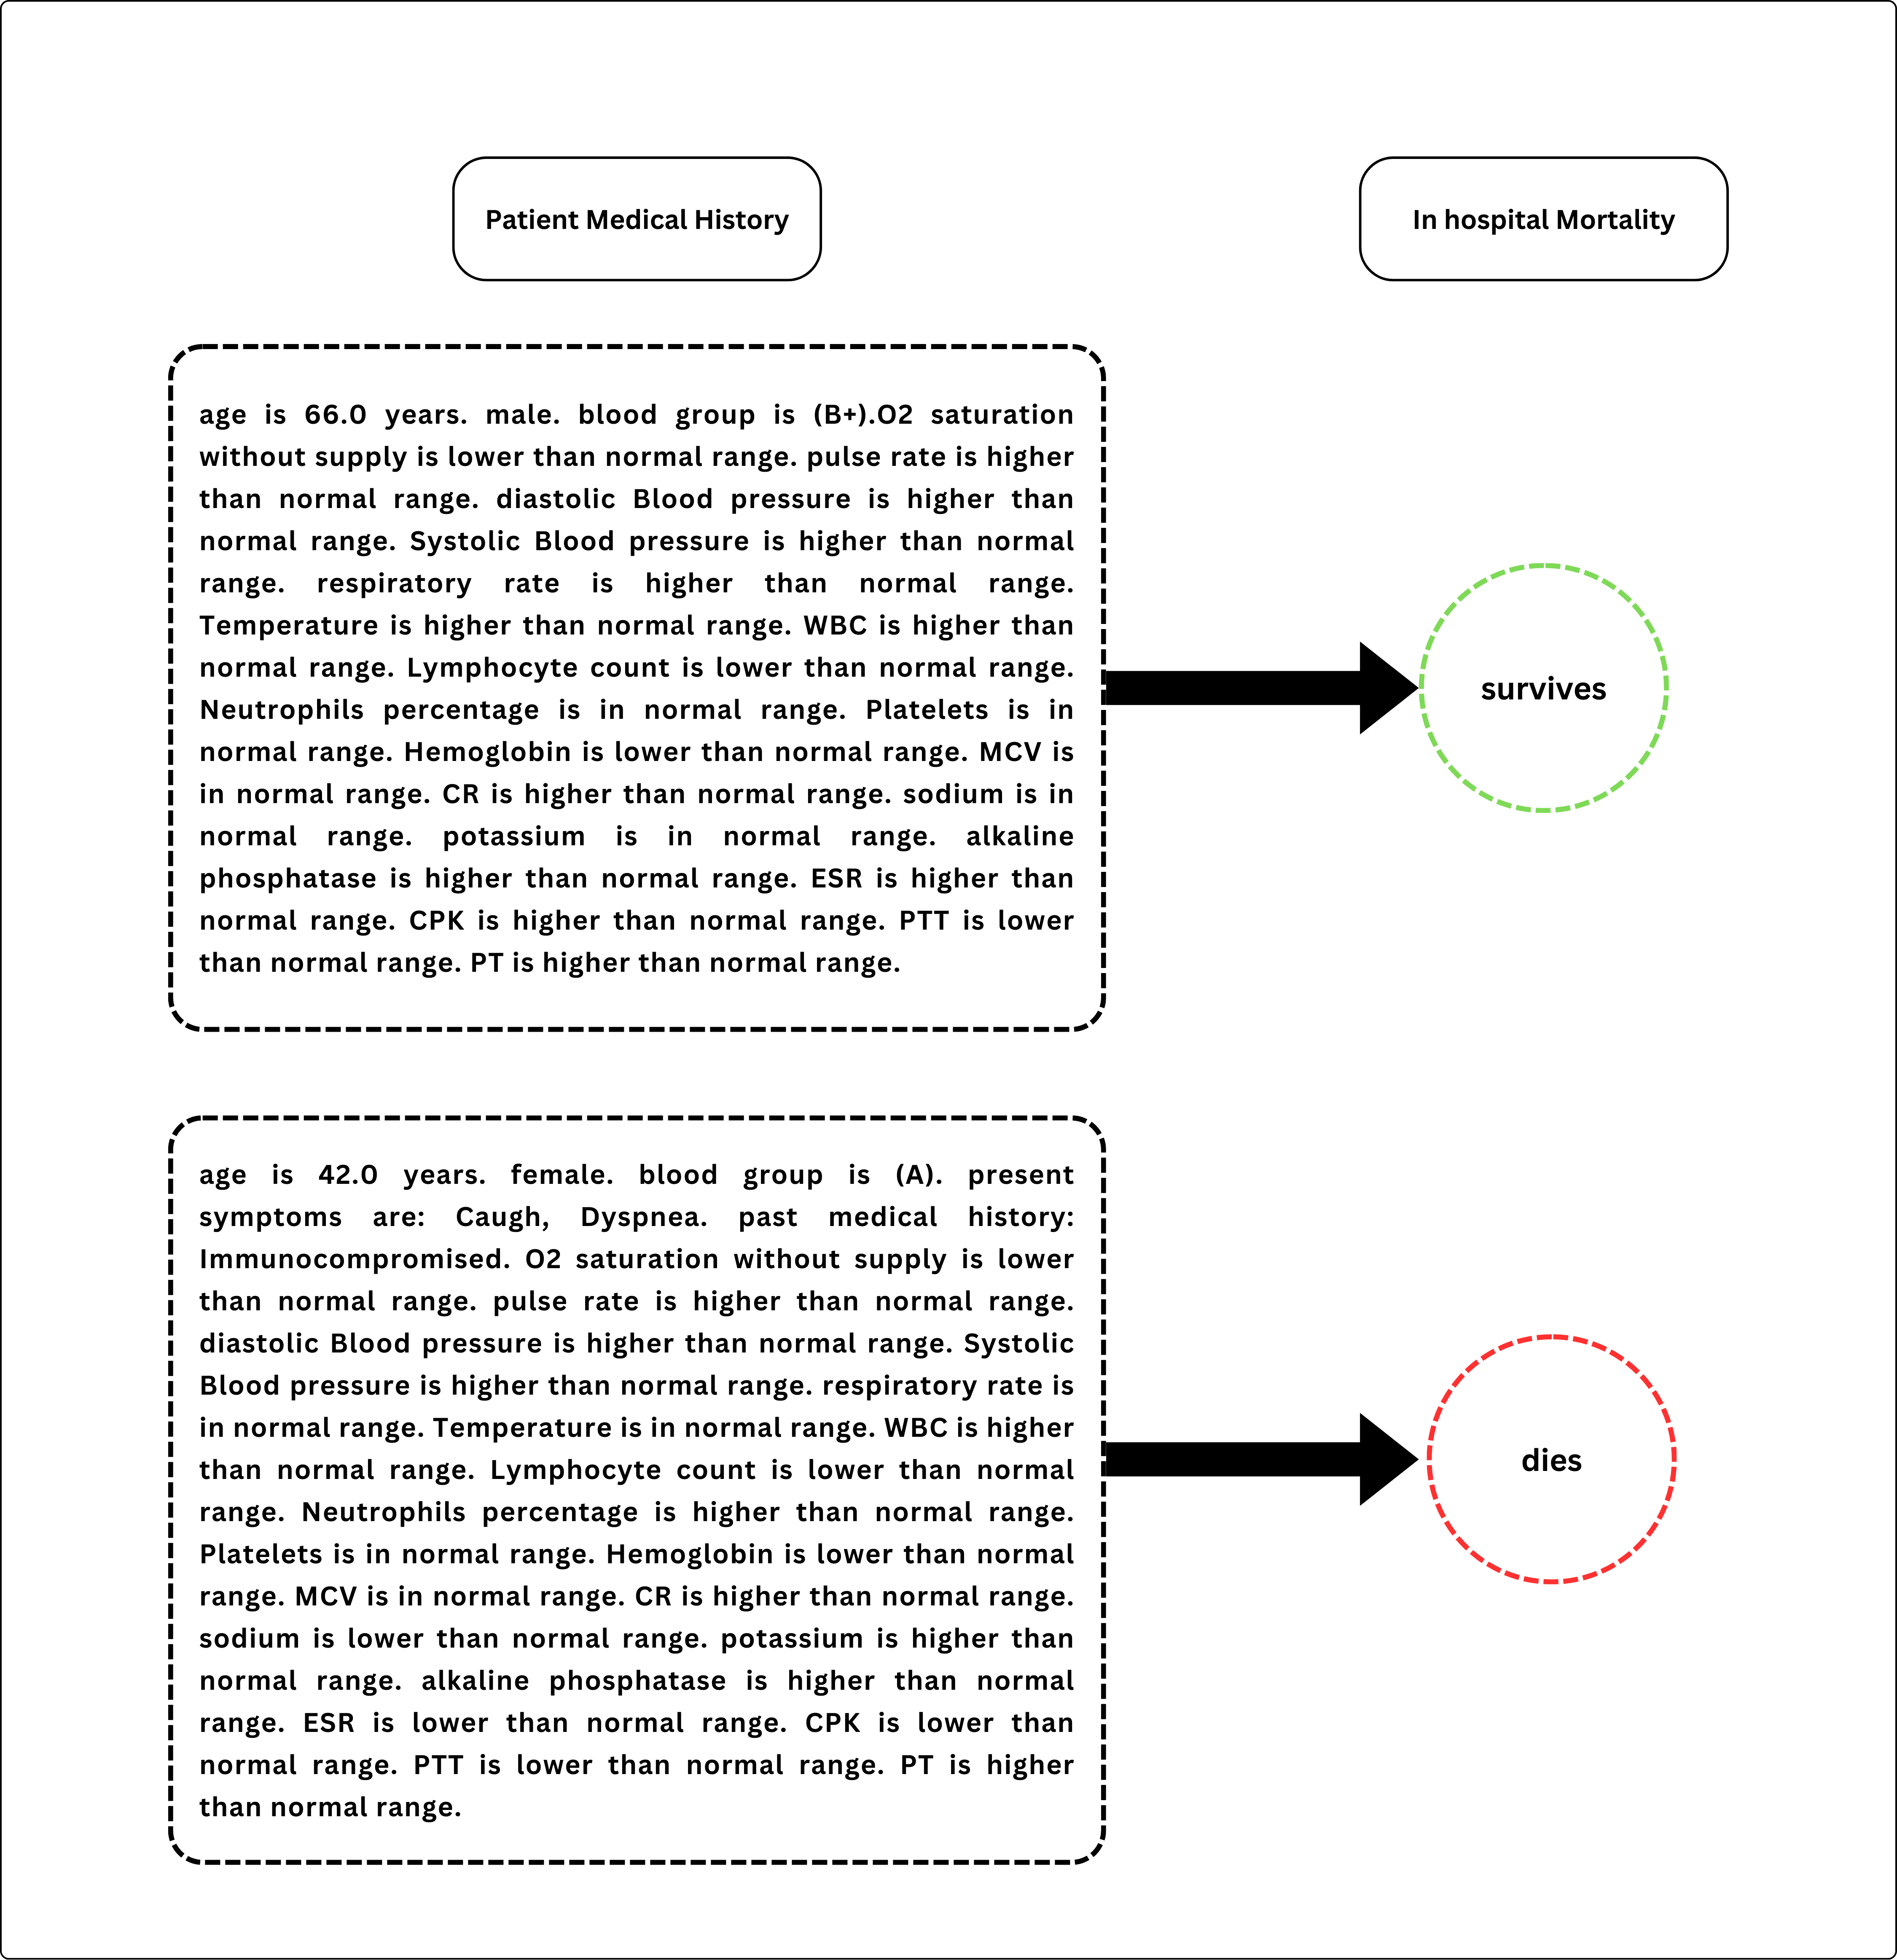 Patient Medical History
In hospital Mortality
age is 66.0 years. male. blood group is (B+).O2 saturation
without supply is lower than normal range. pulse rate is higher
than normal range. diastolic Blood pressure is higher than
normal range. Systolic Blood pressure is higher than normal
range. respiratory rate is higher than normal range.
Temperature is higher than normal range. WBC is higher than
normal range. Lymphocyte count is lower than normal range.
Neutrophils percentage is in normal range. Platelets is in
normal range. Hemoglobin is lower than normal range. MCV is
in normal range. CR is higher than normal range. sodium is in
normal range. potassium is in normal range. alkaline
phosphatase is higher than normal range. ESR is higher than
normal range. CPK is higher than normal range. PTT is lower
than normal range. PT is higher than normal range.
survives
age is 42.0 years. female. blood group is (A). present
symptoms are: Caugh, Dyspnea. past medical history:
Immunocompromised. O2 saturation without supply is lower
than normal range. pulse rate is higher than normal range.
diastolic Blood pressure is higher than normal range. Systolic
Blood pressure is higher than normal range. respiratory rate is
in normal range. Temperature is in normal range. WBC is higher
than normal range. Lymphocyte count is lower than normal
range. Neutrophils percentage is higher than normal range.
Platelets is in normal range. Hemoglobin is lower than normal
range. MCV is in normal range. CR is higher than normal range.
sodium is lower than normal range. potassium is higher than
normal range. alkaline phosphatase is higher than normal
range. ESR is lower than normal range. CPK is lower than
normal range. PTT is lower than normal range. PT is higher
than normal range.
dies